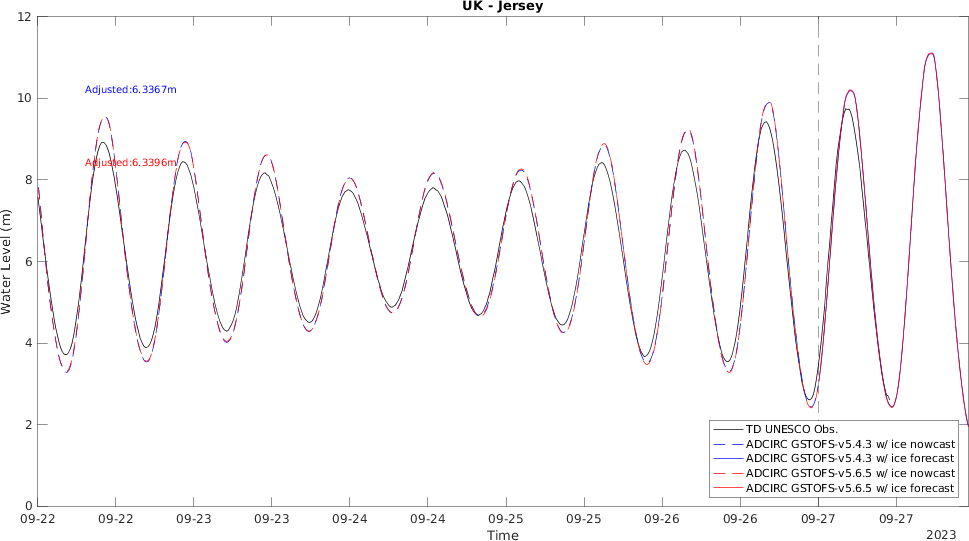 UK - Jersey
12
10
8
6
4
2
0
Water Level (m)
Adjusted:6.3367m
Adjusted:6.3396m
TD UNESCO Obs.
ADCIRC GSTOFS-v5.4.3 w/ ice nowcast
ADCIRC GSTOFS-v5.4.3 w/ ice forecast
ADCIRC GSTOFS-v5.6.5 w/ ice nowcast
ADCIRC GSTOFS-v5.6.5 w/ ice forecast
09-22 09-22 09-23 09-23 09-24 09-24 09-25 09-25 09-26 09-26 09-27 09-27
Time
2023